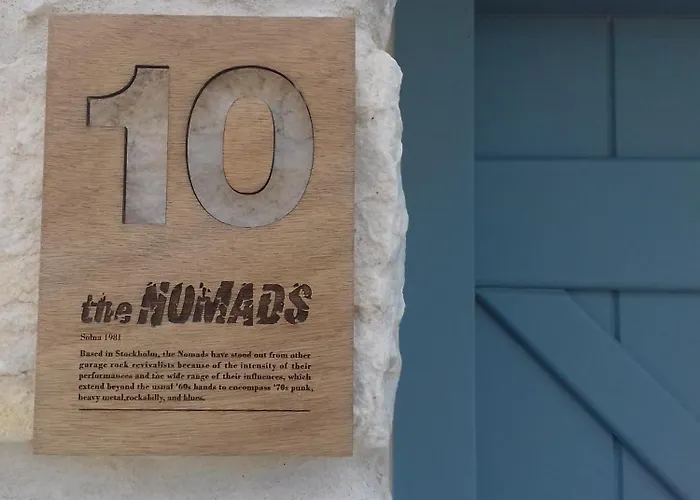 10
the NOMADS
Solna 1981
Based in Stockholm, the Nomads have stood out from other
garage rock revivalists because of the intensity of their
performances and the wide range of their influences, which
extend beyond the usual '60s bands to encompass '70s punk,
heavy metal,rockabilly, and blues.